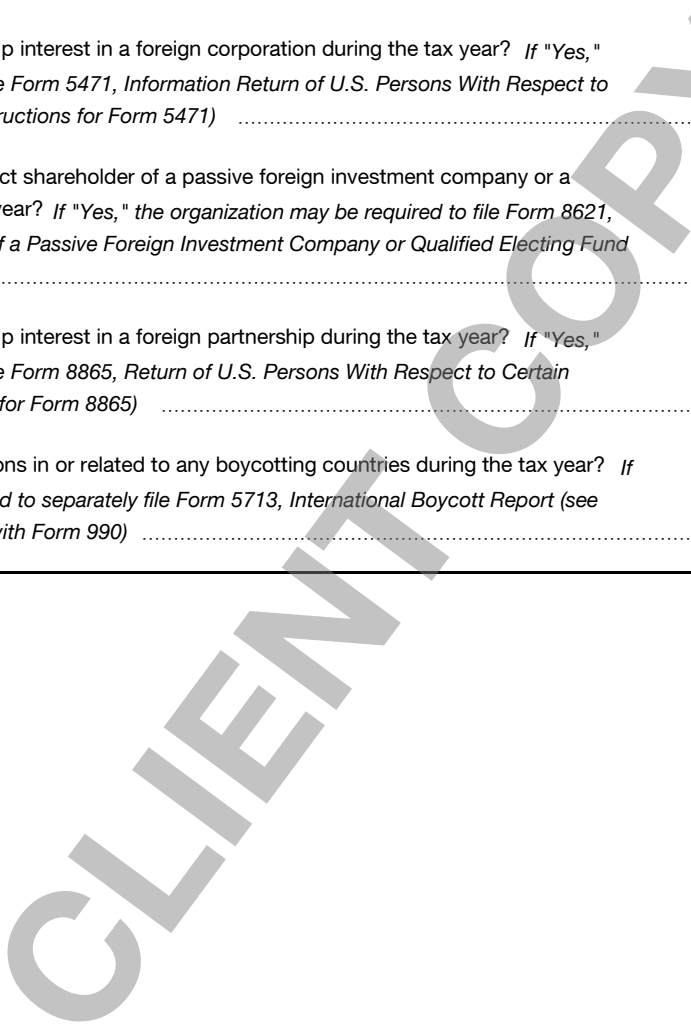 p interest in a foreign corporation during the tax year? If "Yes,"
e Form 5471, Information Return of U.S. Persons With Respect to
ructions for Form 5471) ................................................................................
ct shareholder of a passive foreign investment company or a
year? If "Yes," the organization may be required to file Form 8621,
f a Passive Foreign Investment Company or Qualified Electing Fund
................................................................................................................
p interest in a foreign partnership during the tax year? If "Yes,"
e Form 8865, Return of U.S. Persons With Respect to Certain
for Form 8865) ................................................................................
ons in or related to any boycotting countries during the tax year? If
d to separately file Form 5713, International Boycott Report (see
with Form 990) ................................................................................
CLIENT COPY